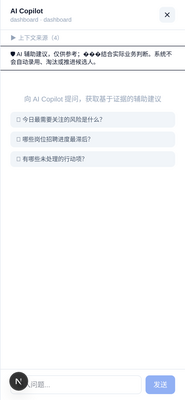 AI Copilot
dashboard · dashboard
▶ 上下文来源（4）
AI 辅助建议，仅供参考；���结合实际业务判断，系统不
会自动录用、淘汰或推进候选人。
向 AI Copilot 提问，获取基于证据的辅助建议
今日最需要关注的风险是什么？
哪些岗位招聘进度最滞后？
有哪些未处理的行动项？
N
人问题...
发送